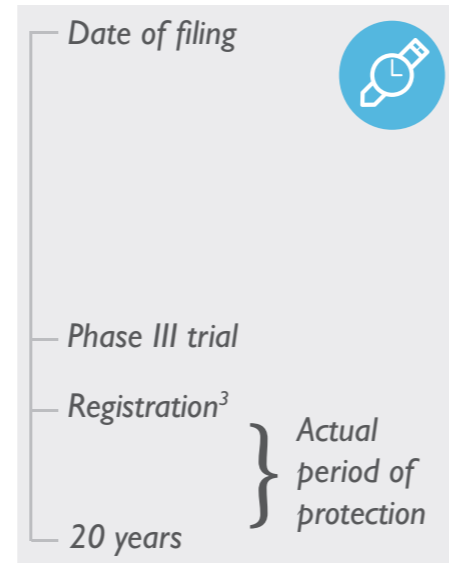 Date of filing
Phase III trial
Registration³
Actual
period of
protection
20 years